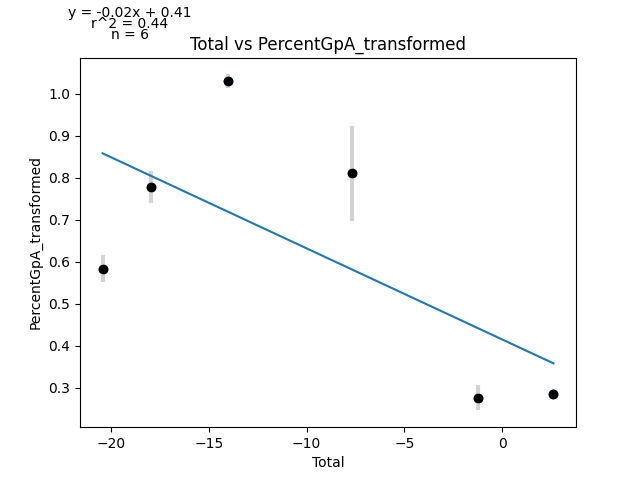 y = -0.02x + 0.41
r^2 = 0.44
n = 6
Total vs PercentGpA_transformed
1.0
0.9
0.8
0.7
0.6
0.5
0.4
0.3
PercentGpA_transformed
−20
−15
−10
−5
0
Total